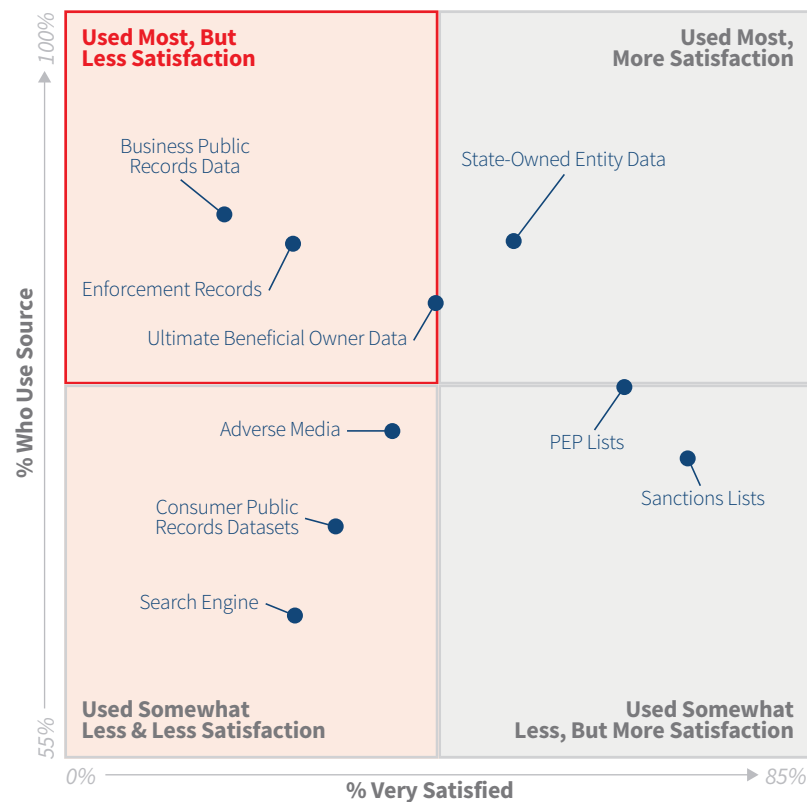 100%
Used Most, But
Less Satisfaction
Used Most,
More Satisfaction
Business Public
Records Data
State-Owned Entity Data
Enforcement Records
Ultimate Beneficial Owner Data
% Who Use Source
Adverse Media
PEP Lists
Sanctions Lists
Consumer Public
Records Datasets
Search Engine
Used Somewhat
Less & Less Satisfaction
Used Somewhat
Less, But More Satisfaction
55%
0%
% Very Satisfied
85%